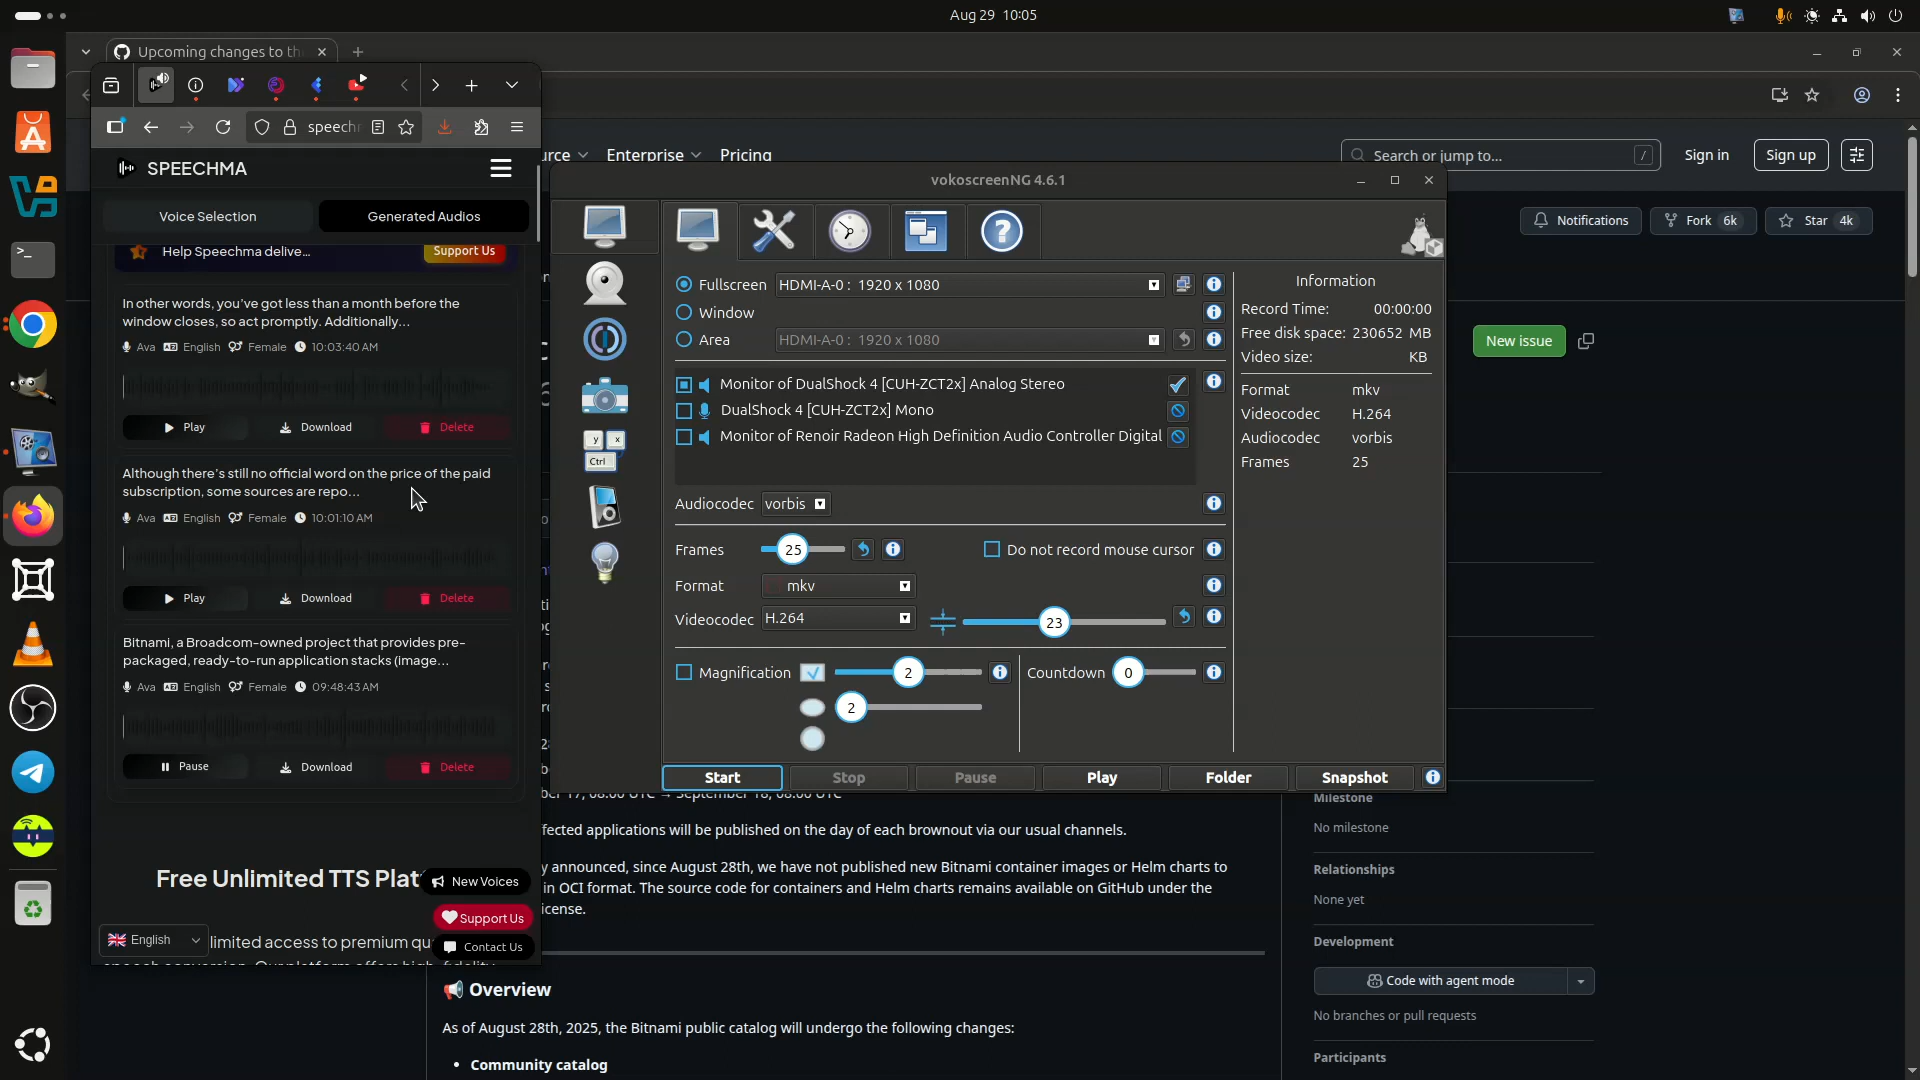 Aug 29 10:05
Upcoming changes to th
speechm
SPEECHMA
Voice Selection
Generated Audios
Help Speechma delive...
Support Us
In other words, you've got less than a month before the
window closes, so act promptly. Additionally...
Ava English Female 10:03:40 AM
Play Download Delete
Although there's still no official word on the price of the paid
subscription, some sources are repo...
Ava English Female 10:01:10 AM
Play Download Delete
Bitnami, a Broadcom-owned project that provides pre-
packaged, ready-to-run application stacks (image...
Ava English Female 09:48:43 AM
Pause Download Delete
Free Unlimited TTS Plat
New Voices
Support Us
English
limited access to premium qu
Contact Us
urce Enterprise Pricing
Search or jump to... /
Sign in
Sign up
Notifications
Fork 6k
Star 4k
New issue
vokoscreenNG 4.6.1
y x
Ctrl
Fullscreen HDMI-A-0 : 1920 x 1080
Window
Area HDMI-A-0 : 1920 x 1080
Monitor of DualShock 4 [CUH-ZCT2x] Analog Stereo
DualShock 4 [CUH-ZCT2x] Mono
Monitor of Renoir Radeon High Definition Audio Controller Digital
Audiocodec vorbis
Frames 25
Do not record mouse cursor
Format mkv
Videocodec H.264 23
Magnification 2
2
Countdown 0
Information
Record Time: 00:00:00
Free disk space: 230652 MB
Video size: KB
Format mkv
Videocodec H.264
Audiocodec vorbis
Frames 25
Start Stop Pause Play Folder Snapshot
ber 17, 08:00 UTC → September 18, 08:00 UTC
ffected applications will be published on the day of each brownout via our usual channels.
y announced, since August 28th, we have not published new Bitnami container images or Helm charts to
in OCI format. The source code for containers and Helm charts remains available on GitHub under the
icense.
Overview
As of August 28th, 2025, the Bitnami public catalog will undergo the following changes:
• Community catalog
Milestone
No milestone
Relationships
None yet
Development
Code with agent mode
No branches or pull requests
Participants